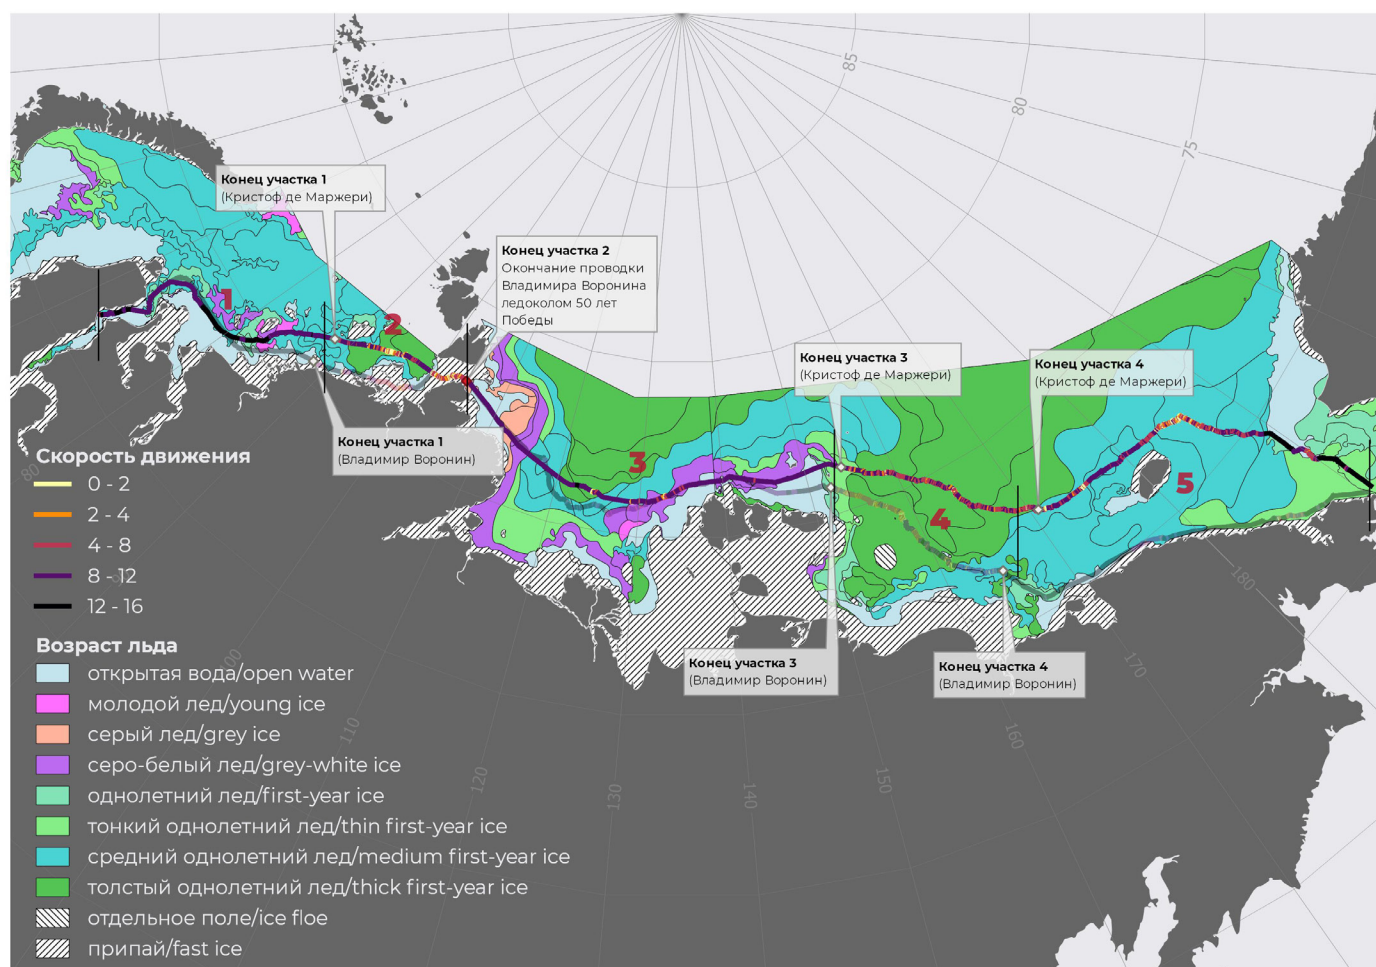 85
80
75
Конец участка 1
(Кристоф де Маржери)
Конец участка 2
Окончание проводки
Владимира Воронина
ледоколом 50 лет
Победы
1
2
Конец участка 3
(Кристоф де Маржери)
Конец участка 4
(Кристоф де Маржери)
Конец участка 1
(Владимир Воронин)
3
4
5
80
Скорость движения
0 - 2
2 - 4
4 - 8
8 - 12
12 - 16
180
170
160
150
140
130
120
110
100
Конец участка 3
(Владимир Воронин)
Конец участка 4
(Владимир Воронин)
Возраст льда
открытая вода/open water
молодой лед/young ice
серый лед/grey ice
серо-белый лед/grey-white ice
однолетний лед/first-year ice
тонкий однолетний лед/thin first-year ice
средний однолетний лед/medium first-year ice
толстый однолетний лед/thick first-year ice
отдельное поле/ice floe
припай/fast ice